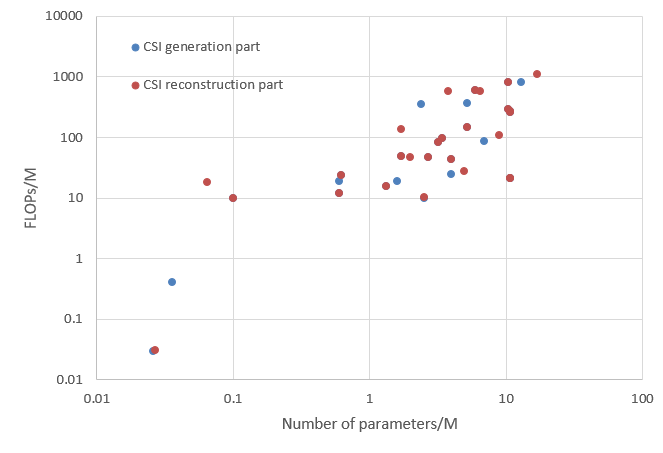 10000
1000
100
10
1
0.1
0.01
FLOPs/M
CSI generation part
CSI reconstruction part
0.01 0.1 1 10 100
Number of parameters/M